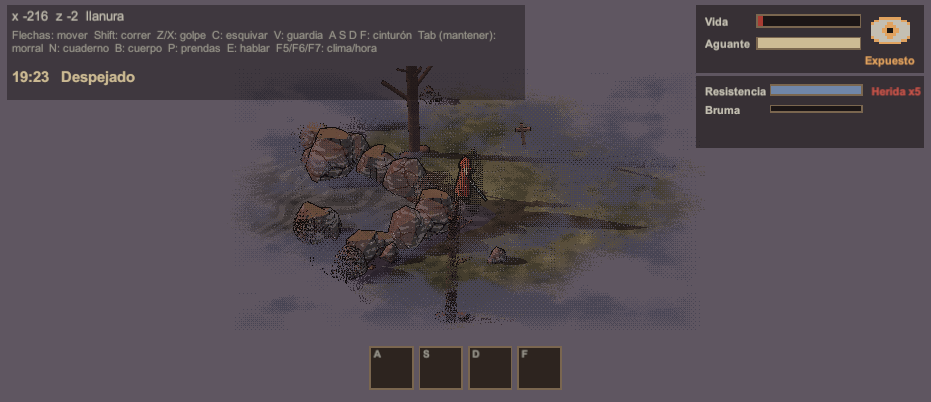 x -216 z -2 llanura
Flechas: mover Shift: correr Z/X: golpe C: esquivar V: guardia A S D F: cinturón Tab (mantener):
morral N: cuaderno B: cuerpo P: prendas E: hablar F5/F6/F7: clima/hora
19:23 Despejado
Vida
Aguante
Expuesto
Resistencia Herida x5
Bruma
A S D F